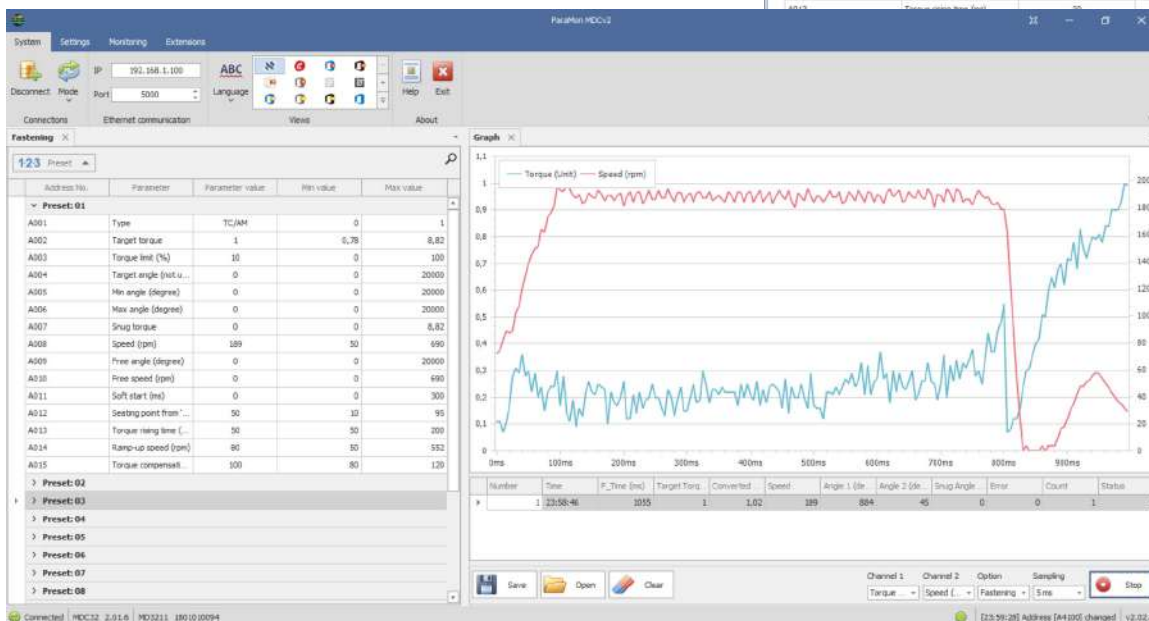 ParaMon MDCv2
System Settings Monitoring Extensions
Disconnect Mode IP 192.168.1.100 Port 5000 ABC Language Help Exit
Connections Ethernet communication Views About
Fastening
1·2·3 Preset
Address No. Parameter Parameter value Min value Max value
Preset: 01
A001 Type TC/AM 0 1
A002 Target torque 1 0,78 8,82
A003 Torque limit (%) 10 0 100
A004 Target angle (not u... 0 0 20000
A005 Min angle (degree) 0 0 20000
A006 Max angle (degree) 0 0 20000
A007 Snug torque 0 0 8,82
A008 Speed (rpm) 189 50 690
A009 Free angle (degree) 0 0 20000
A010 Free speed (rpm) 0 0 690
A011 Soft start (ms) 0 0 300
A012 Seating point from '... 50 10 95
A013 Torque rising time (... 50 50 200
A014 Ramp-up speed (rpm) 80 50 552
A015 Torque compensati... 100 80 120
Preset: 02
Preset: 03
Preset: 04
Preset: 05
Preset: 06
Preset: 07
Preset: 08
Graph
Torque (Unit) Speed (rpm)
1,1
1
0,9
0,8
0,7
0,6
0,5
0,4
0,3
0,2
0,1
0
200
180
160
140
120
100
80
60
40
20
0
0ms 100ms 200ms 300ms 400ms 500ms 600ms 700ms 800ms 900ms
Number Time F_Time (ms) Target Torq... Converted ... Speed Angle 1 (de... Angle 2 (de... Snug Angle... Error Count Status
1 23:58:46 1055 1 1,02 189 884 45 0 0 1
Save Open Clear
Channel 1 Channel 2 Option Sampling
Torque ... Speed (... Fastening 5 ms Stop
Connected MDC32 2.01.6 MD3211 1801010094
[23:59:28] Address [A4100] changed v2.02.